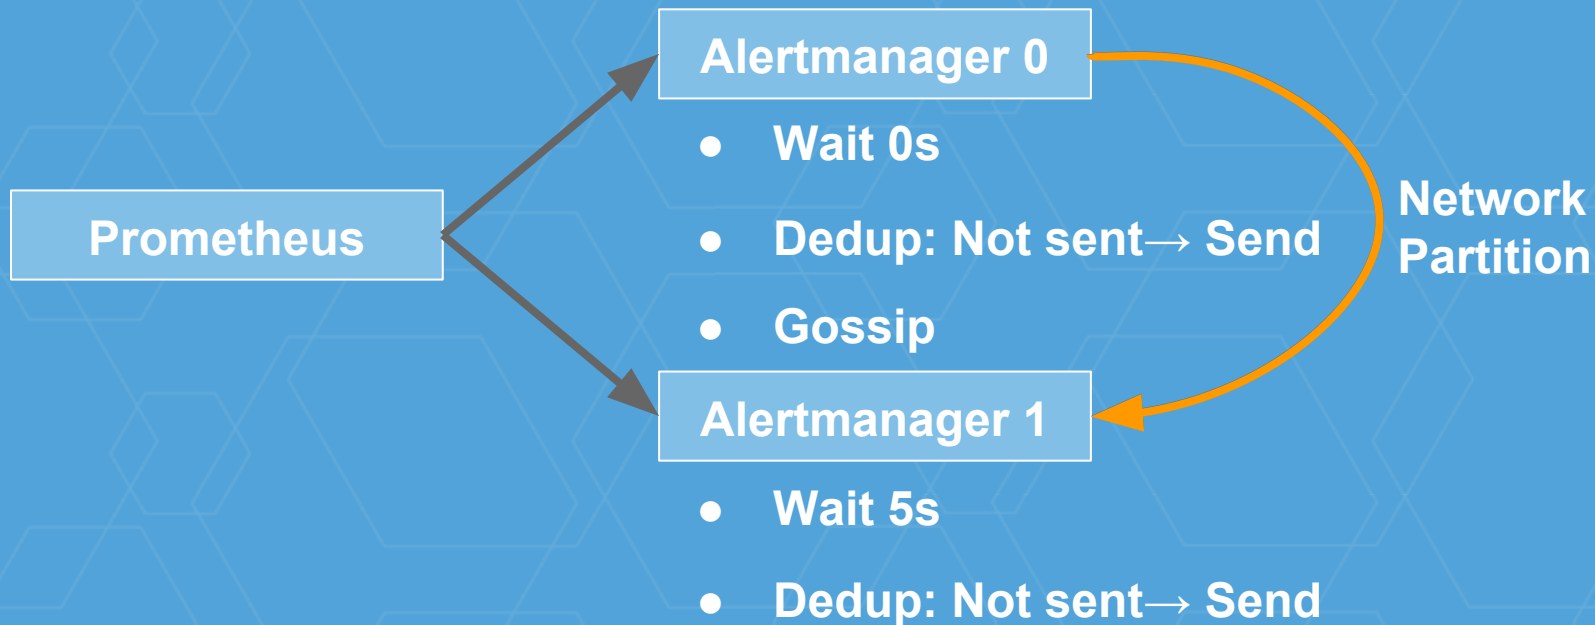 Alertmanager 0
● Wait 0s
Prometheus
● Dedup: Not sent→ Send
Network
Partition
● Gossip
Alertmanager 1
● Wait 5s
● Dedup: Not sent→ Send